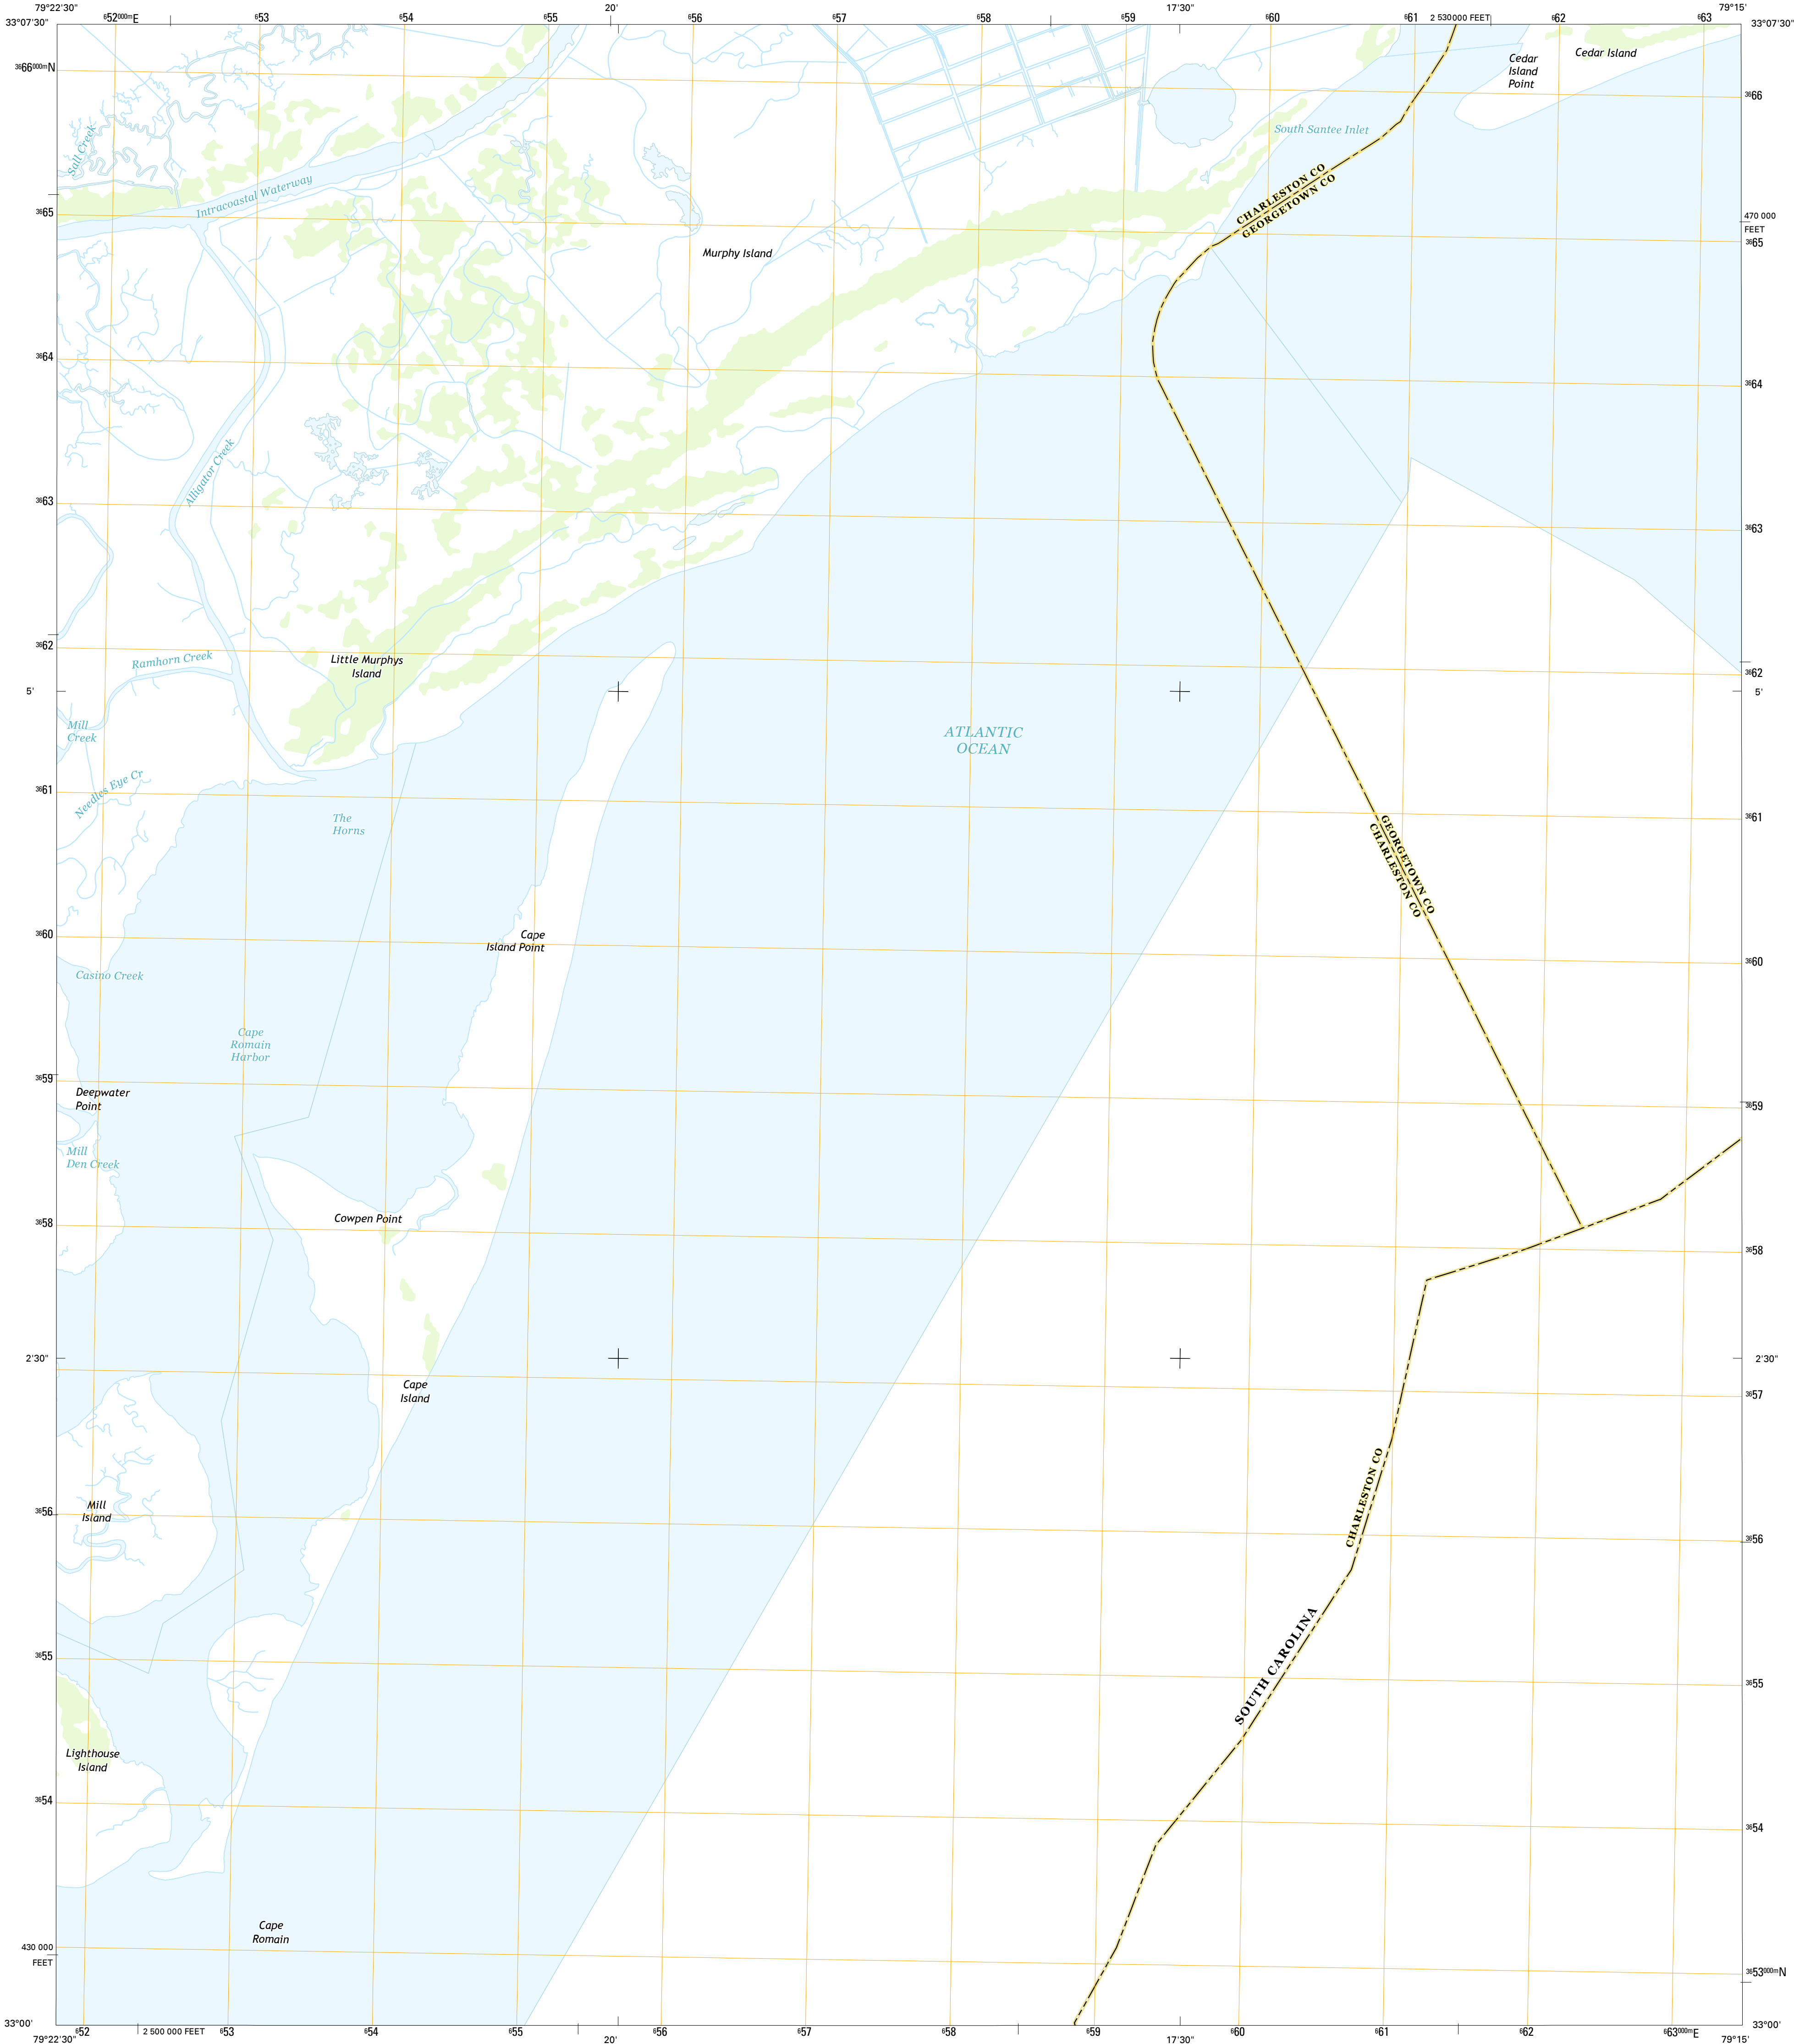 79°22'30"
⁶52⁰⁰⁰ᵐE
⁶53
⁶54
⁶55
20'
⁶56
⁶57
⁶58
⁶59
17'30"
⁶60
⁶61
2 530 000 FEET
⁶62
⁶63
79°15'
33°07'30"
33°07'30"
Cedar Island
Cedar
Island
Point
³⁶66⁰⁰⁰ᵐN
³⁶66
South Santee Inlet
Salt Creek
CHARLESTON CO
GEORGETOWN CO
Intracoastal Waterway
³⁶65
470 000
FEET
³⁶65
Murphy Island
³⁶64
³⁶64
Alligator Creek
³⁶63
³⁶63
³⁶62
Ramhorn Creek
Little Murphys
Island
³⁶62
5'
5'
Mill
Creek
ATLANTIC
OCEAN
Needles Eye Cr
³⁶61
The
Horns
³⁶61
GEORGETOWN CO
CHARLESTON CO
³⁶60
Cape
Island Point
³⁶60
Casino Creek
Cape
Romain
Harbor
³⁶59
Deepwater
Point
³⁶59
Mill
Den Creek
³⁶58
Cowpen Point
³⁶58
2'30"
2'30"
Cape
Island
³⁶57
CHARLESTON CO
Mill
Island
³⁶56
³⁶56
SOUTH CAROLINA
³⁶55
³⁶55
Lighthouse
Island
³⁶54
³⁶54
Cape
Romain
430 000
FEET
³⁶53⁰⁰⁰ᵐN
33°00'
33°00'
79°22'30"
⁶52
2 500 000 FEET
⁶53
⁶54
⁶55
20'
⁶56
⁶57
⁶58
⁶59
17'30"
⁶60
⁶61
⁶62
⁶63⁰⁰⁰ᵐE
79°15'